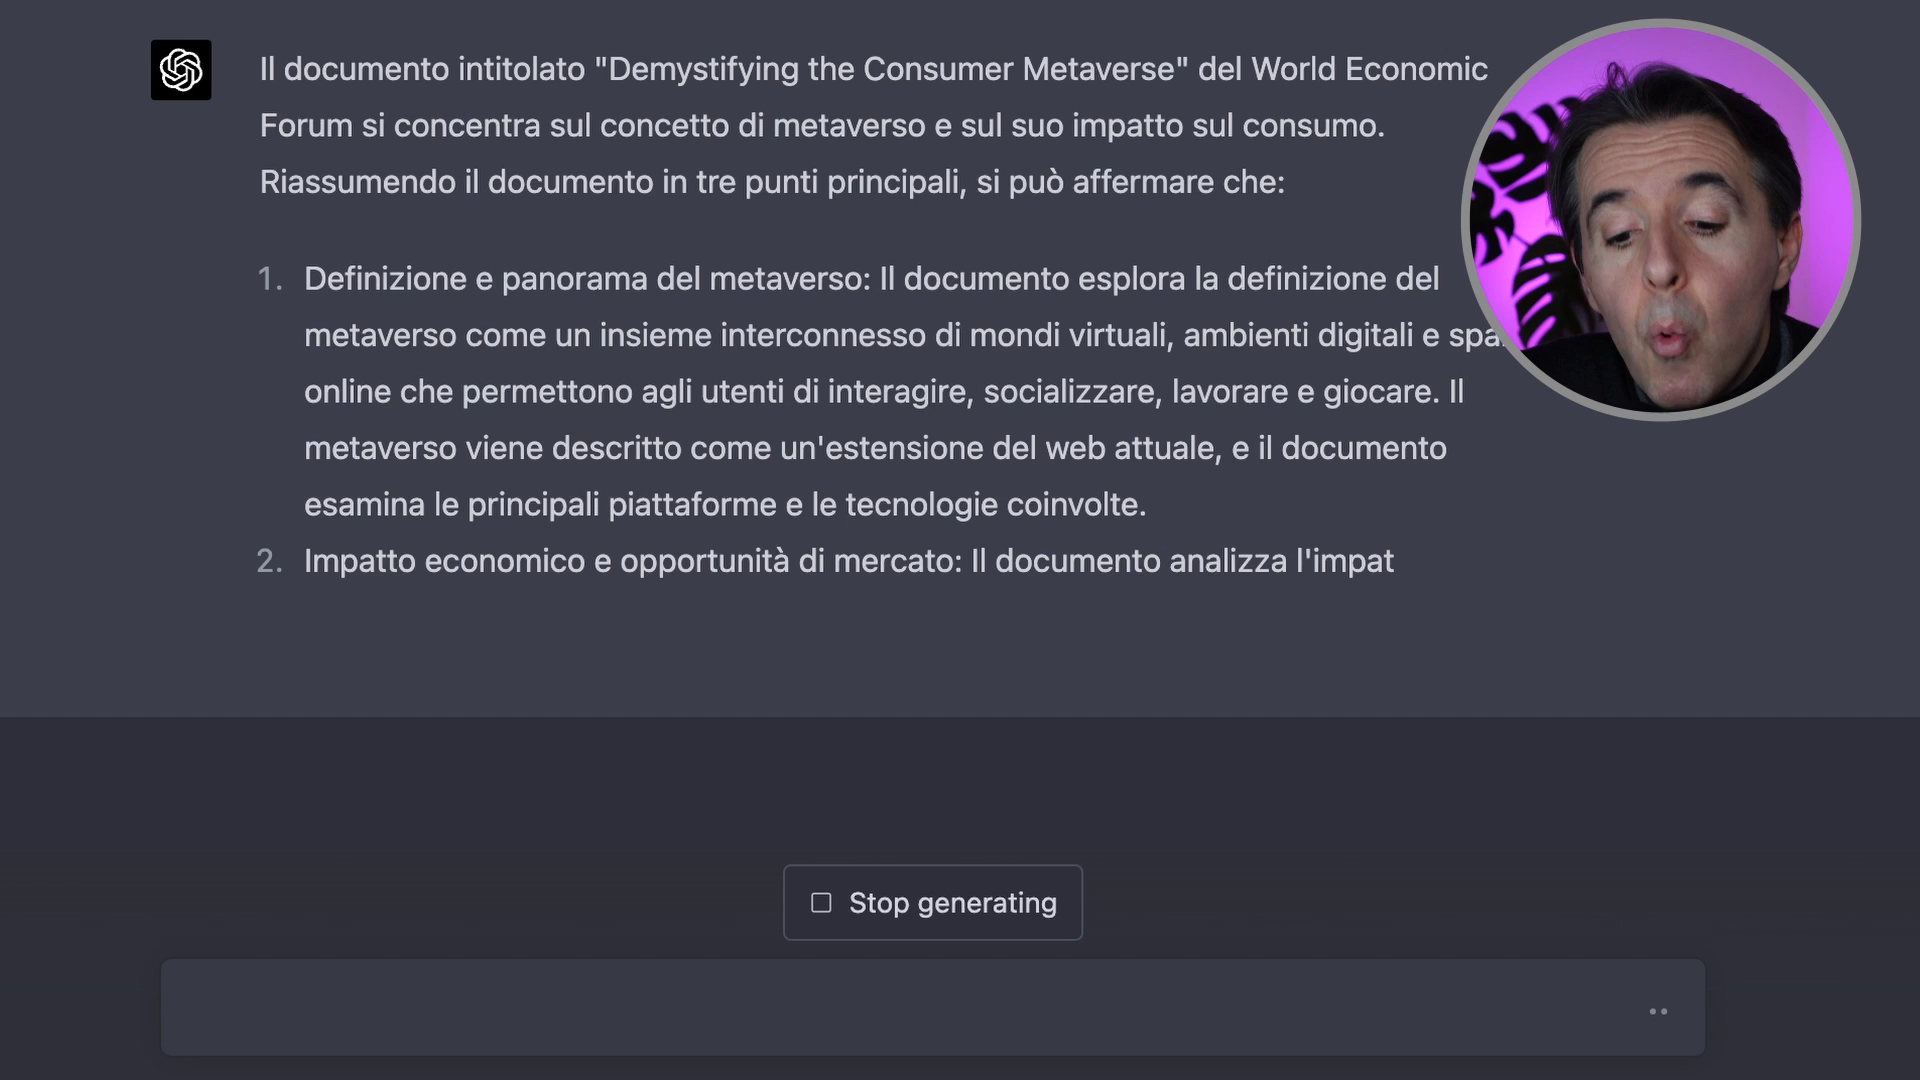 Il documento intitolato "Demystifying the Consumer Metaverse" del World Economic
Forum si concentra sul concetto di metaverso e sul suo impatto sul consumo.
Riassumendo il documento in tre punti principali, si può affermare che:
1. Definizione e panorama del metaverso: Il documento esplora la definizione del
metaverso come un insieme interconnesso di mondi virtuali, ambienti digitali e
online che permettono agli utenti di interagire, socializzare, lavorare e giocare. Il
metaverso viene descritto come un'estensione del web attuale, e il documento
esamina le principali piattaforme e le tecnologie coinvolte.
2. Impatto economico e opportunità di mercato: Il documento analizza l'impat
Stop generating